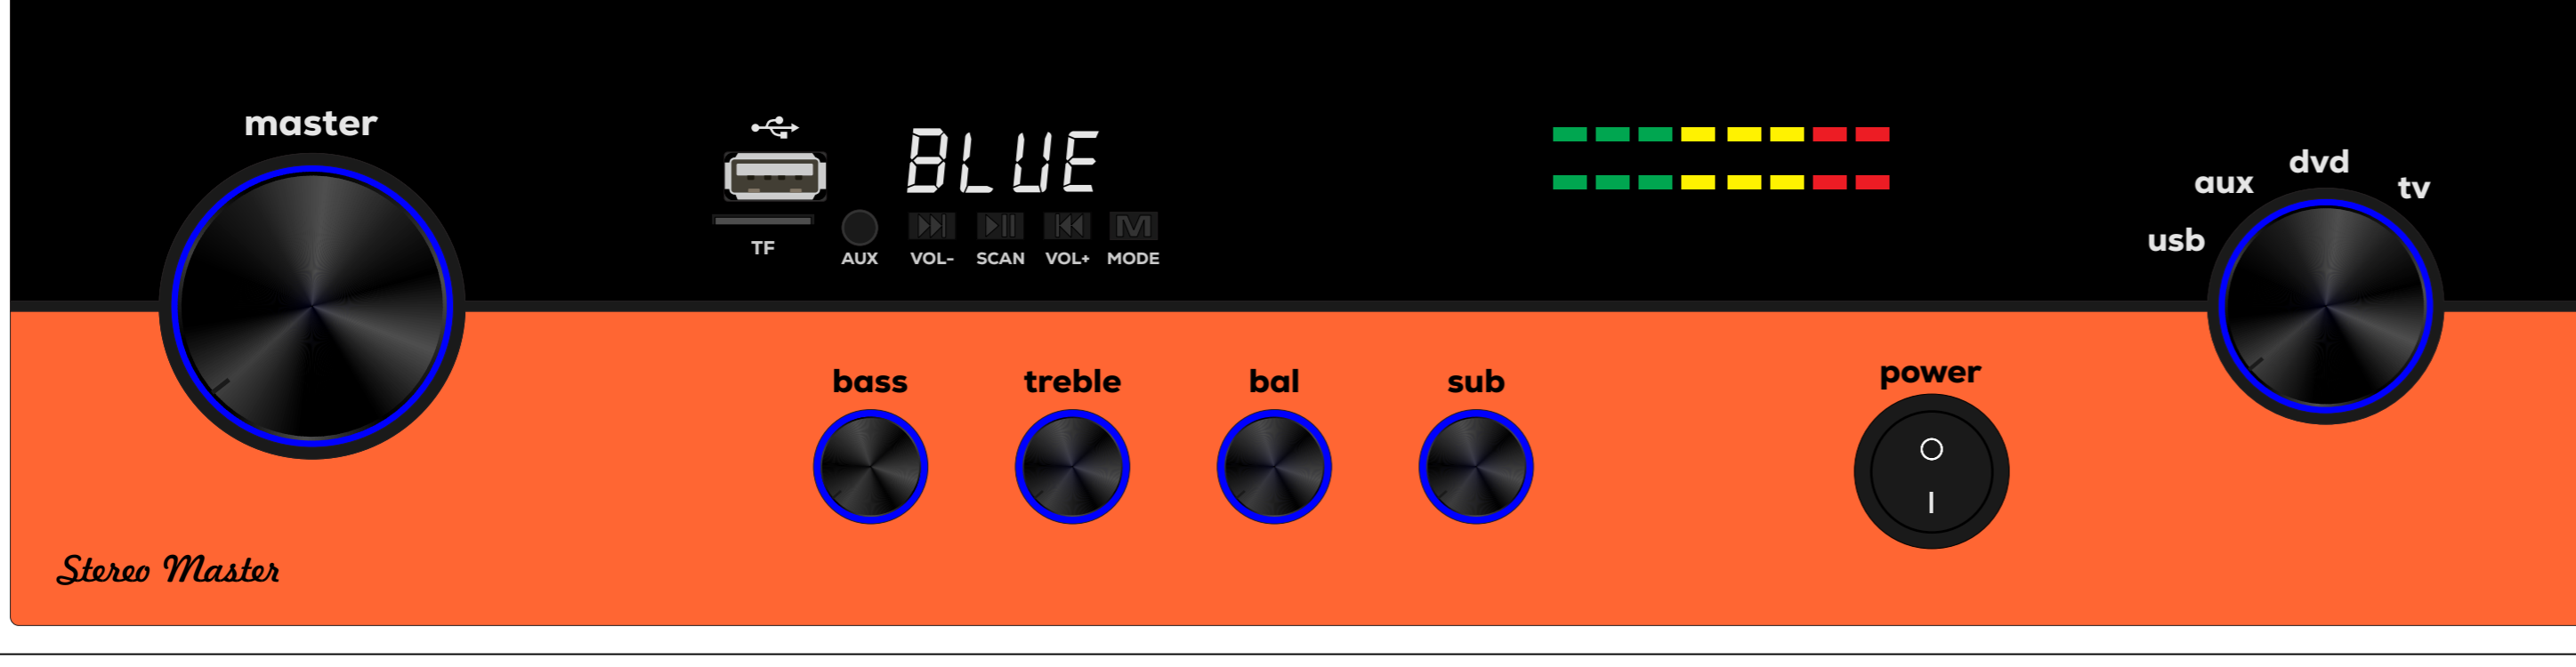 master
BLUE
TF
AUX
VOL-
SCAN
VOL+
M
MODE
usb
aux
dvd
tv
bass
treble
bal
sub
power
Stereo Master